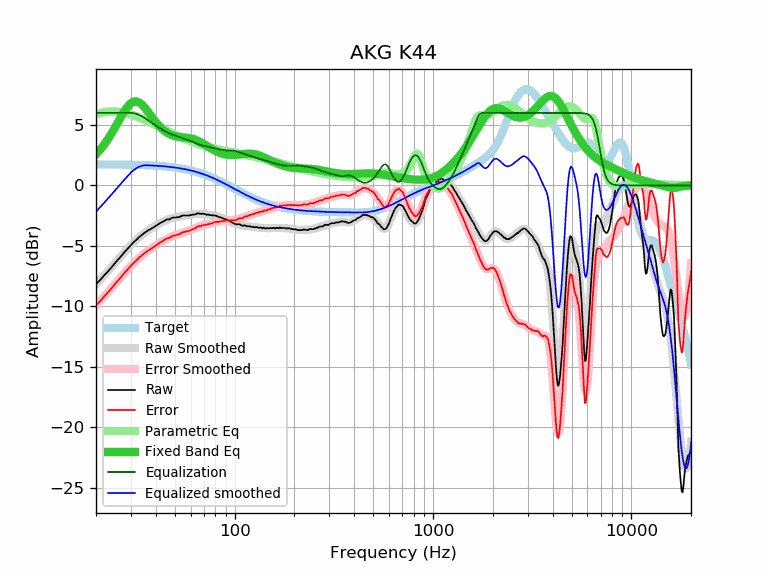 AKG K44
Amplitude (dBr)
5
0
−5
−10
−15
−20
−25
Target
Raw Smoothed
Error Smoothed
Raw
Error
Parametric Eq
Fixed Band Eq
Equalization
Equalized smoothed
100
1000
10000
Frequency (Hz)